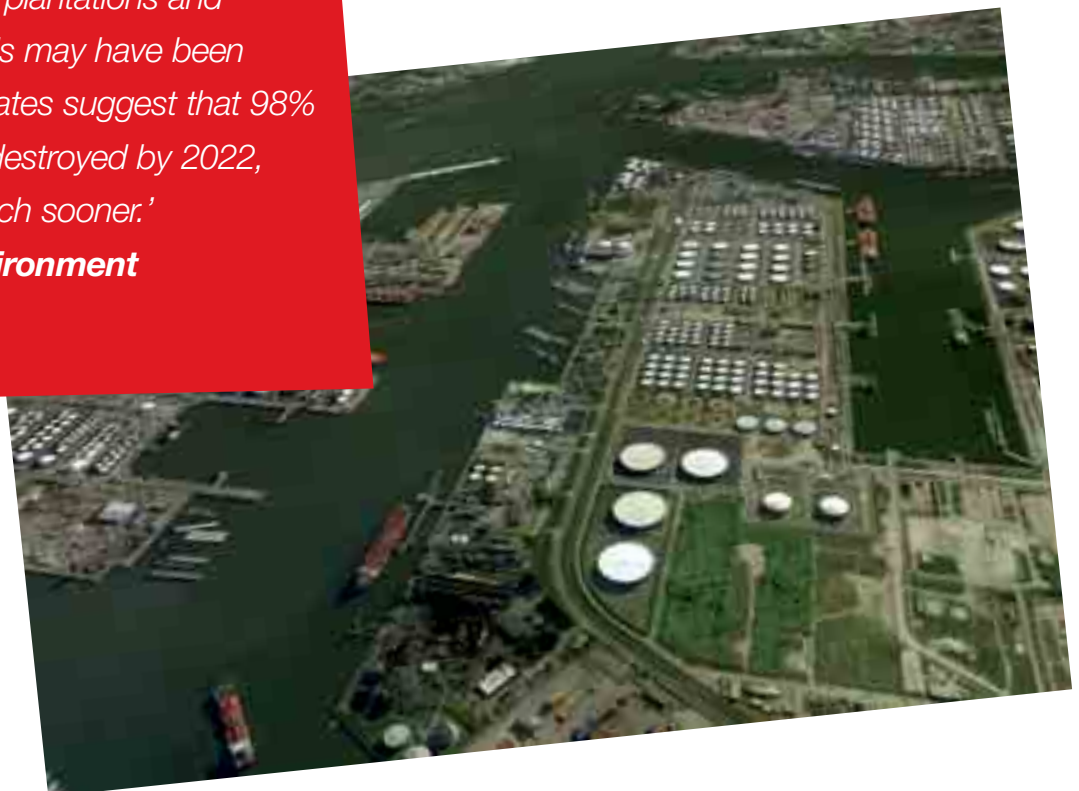 plantations and
s may have been
ates suggest that 98%
destroyed by 2022,
ch sooner.’
ironment